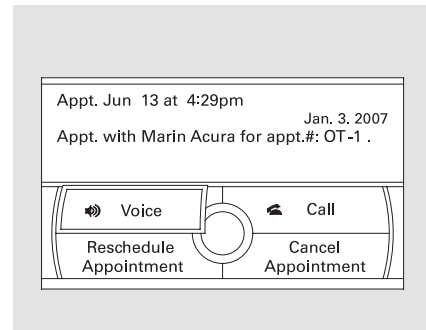 Appt. Jun 13 at 4:29pm
Jan. 3. 2007
Appt. with Marin Acura for appt.#: OT-1 .
Voice
Call
Reschedule
Appointment
Cancel
Appointment